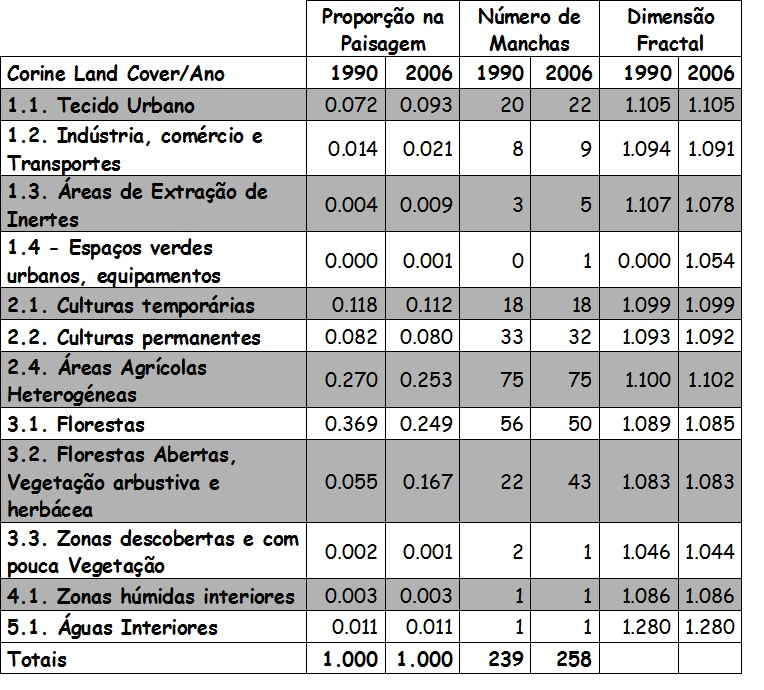 Proporção na Número de Dimensão
Paisagem Manchas Fractal
Corine Land Cover/Ano 1990 2006 1990 2006 1990 2006
1.1. Tecido Urbano 0.072 0.093 20 22 1.105 1.105
1.2. Indústria, comércio e
Transportes 0.014 0.021 8 9 1.094 1.091
1.3. Áreas de Extração de
Inertes 0.004 0.009 3 5 1.107 1.078
1.4 - Espaços verdes
urbanos, equipamentos 0.000 0.001 0 1 0.000 1.054
2.1. Culturas temporárias 0.118 0.112 18 18 1.099 1.099
2.2. Culturas permanentes 0.082 0.080 33 32 1.093 1.092
2.4. Áreas Agrícolas
Heterogéneas 0.270 0.253 75 75 1.100 1.102
3.1. Florestas 0.369 0.249 56 50 1.089 1.085
3.2. Florestas Abertas,
Vegetação arbustiva e 0.055 0.167 22 43 1.083 1.083
herbácea
3.3. Zonas descobertas e com
pouca Vegetação 0.002 0.001 2 1 1.046 1.044
4.1. Zonas húmidas interiores 0.003 0.003 1 1 1.086 1.086
5.1. Águas Interiores 0.011 0.011 1 1 1.280 1.280
Totais 1.000 1.000 239 258